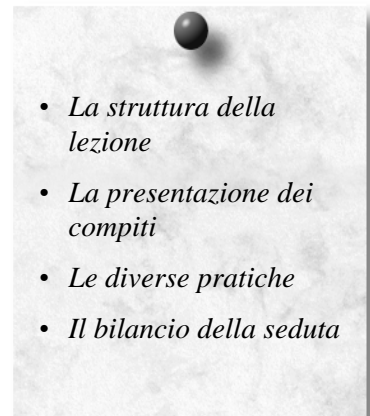 • La struttura della
lezione
• La presentazione dei
compiti
• Le diverse pratiche
• Il bilancio della seduta